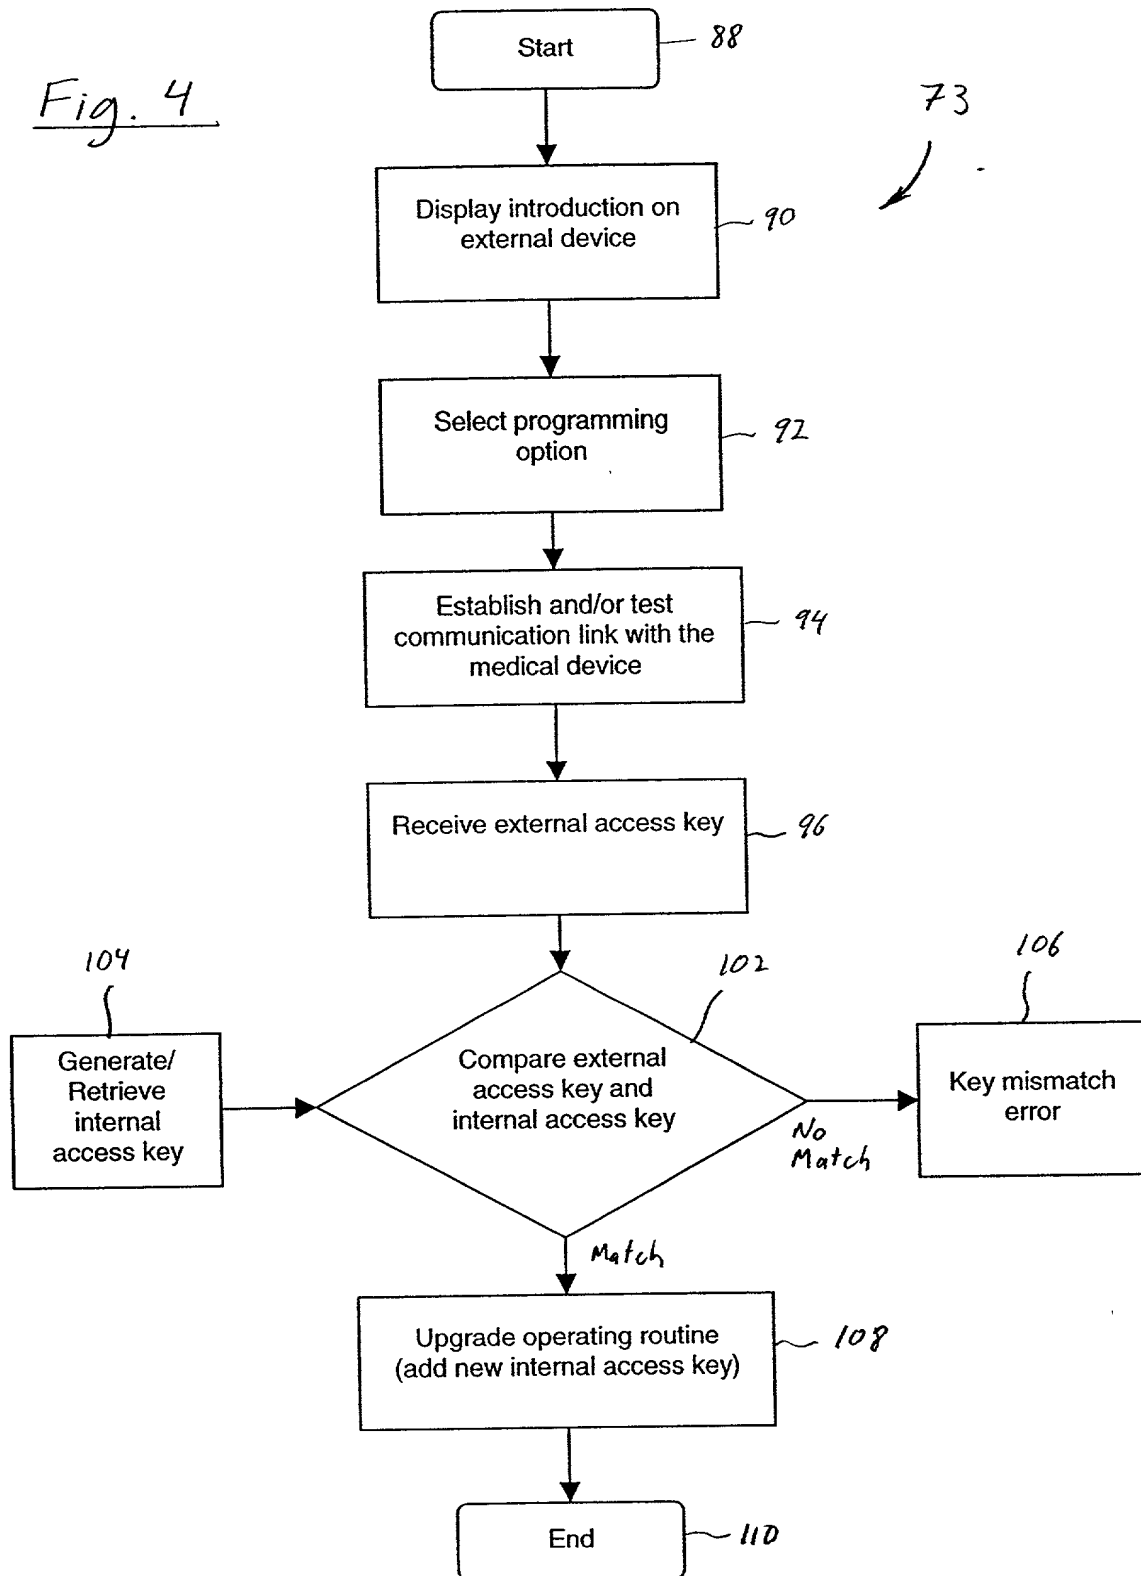 Fig. 4
Start
88
73
Display introduction on
external device
90
Select programming
option
92
Establish and/or test
communication link with the
medical device
94
Receive external access key
96
104
Generate/
Retrieve
internal
access key
102
Compare external
access key and
internal access key
106
Key mismatch
error
No
Match
Match
Upgrade operating routine
(add new internal access key)
108
End
110